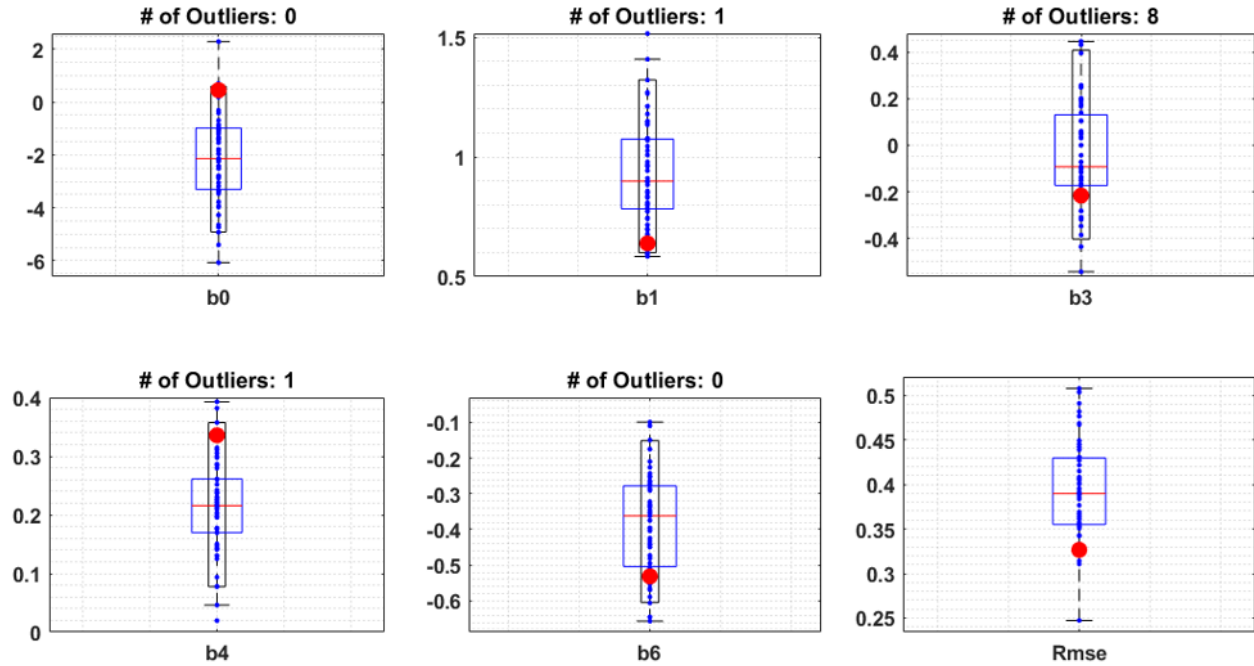 # of Outliers: 0
2
0
-2
-4
-6
b0
# of Outliers: 1
1.5
1
0.5
b1
# of Outliers: 8
0.4
0.2
0
-0.2
-0.4
b3
# of Outliers: 1
0.4
0.3
0.2
0.1
0
b4
# of Outliers: 0
-0.1
-0.2
-0.3
-0.4
-0.5
-0.6
b6
0.5
0.45
0.4
0.35
0.3
0.25
Rmse